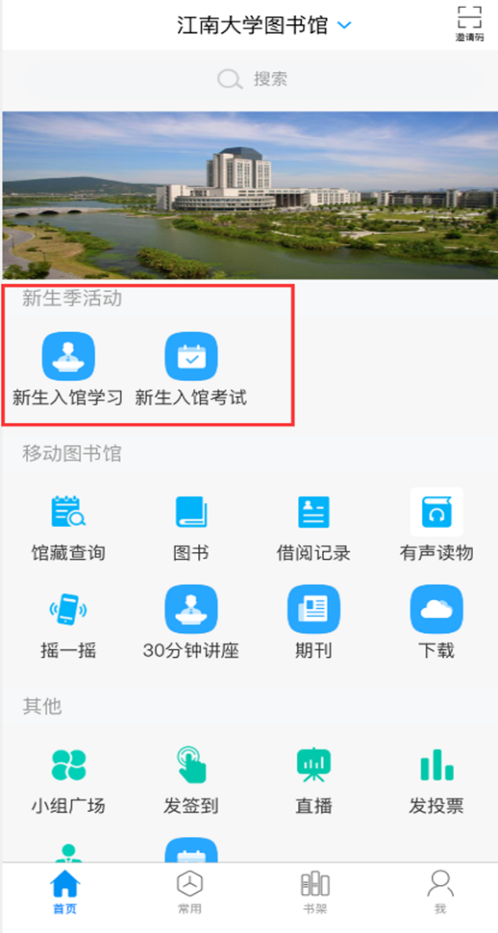 江南大学图书馆
邀请码
搜索
新生季活动
新生入馆学习 新生入馆考试
移动图书馆
馆藏查询 图书 借阅记录 有声读物
摇一摇 30分钟讲座 期刊 下载
其他
小组广场 发签到 直播 发投票
首页 常用 书架 我